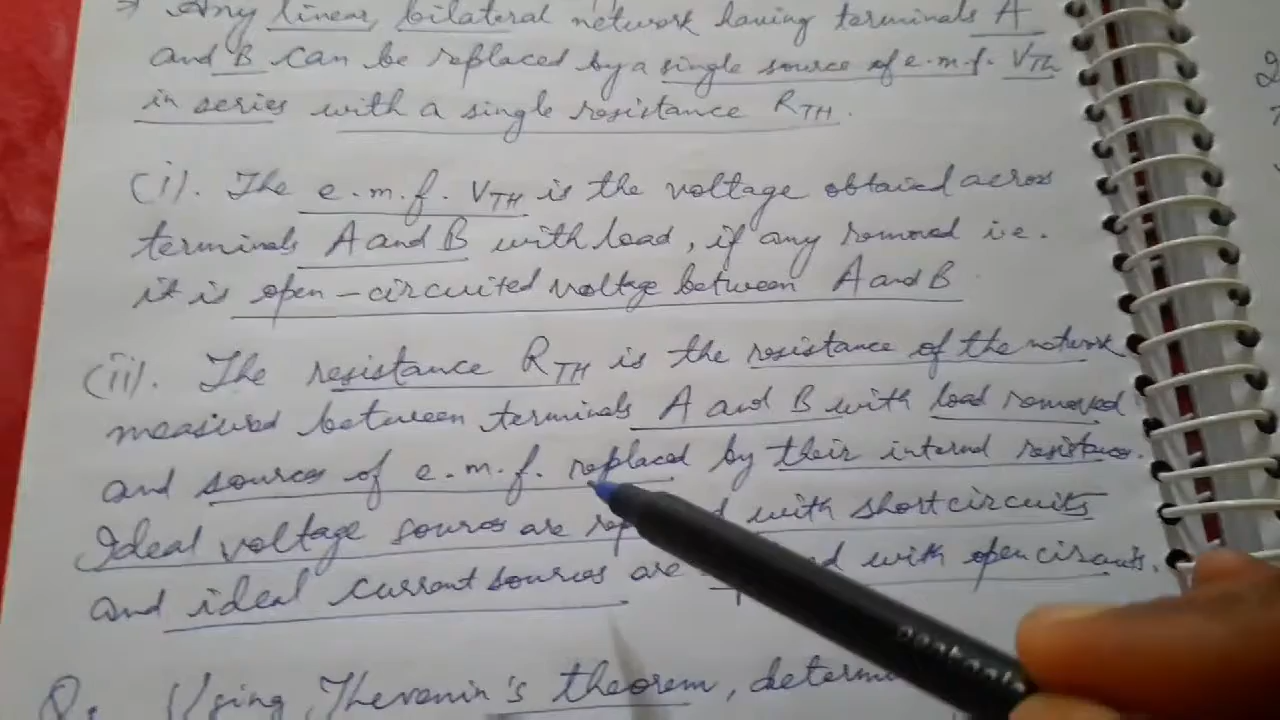 → Any linear, bilateral network having terminals A
and B can be replaced by a single source of e.m.f. VTh
in series with a single resistance RTH.
(i). The e.m.f. VTH is the voltage obtained across
terminals A and B with load, if any removed i.e.
it is open-circuited voltage between A and B
(ii). The resistance RTH is the resistance of the network
measured between terminals A and B with load removed
and sources of e.m.f. replaced by their internal resistances.
Ideal voltage sources are with short circuits
and ideal current sources are with open circuits.
Q. Using Thevenin's theorem,